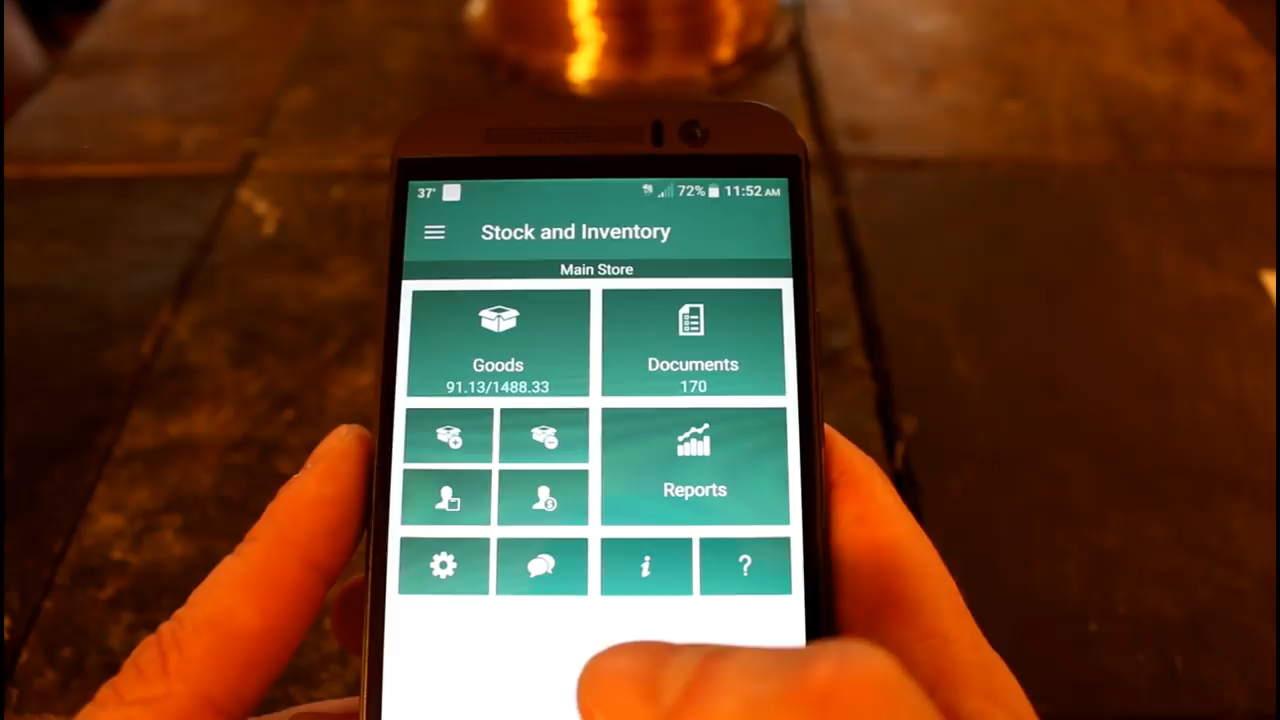 37° 72% 11:52 AM
Stock and Inventory
Main Store
Goods
91.13/1488.33
Documents
170
Reports
i
?